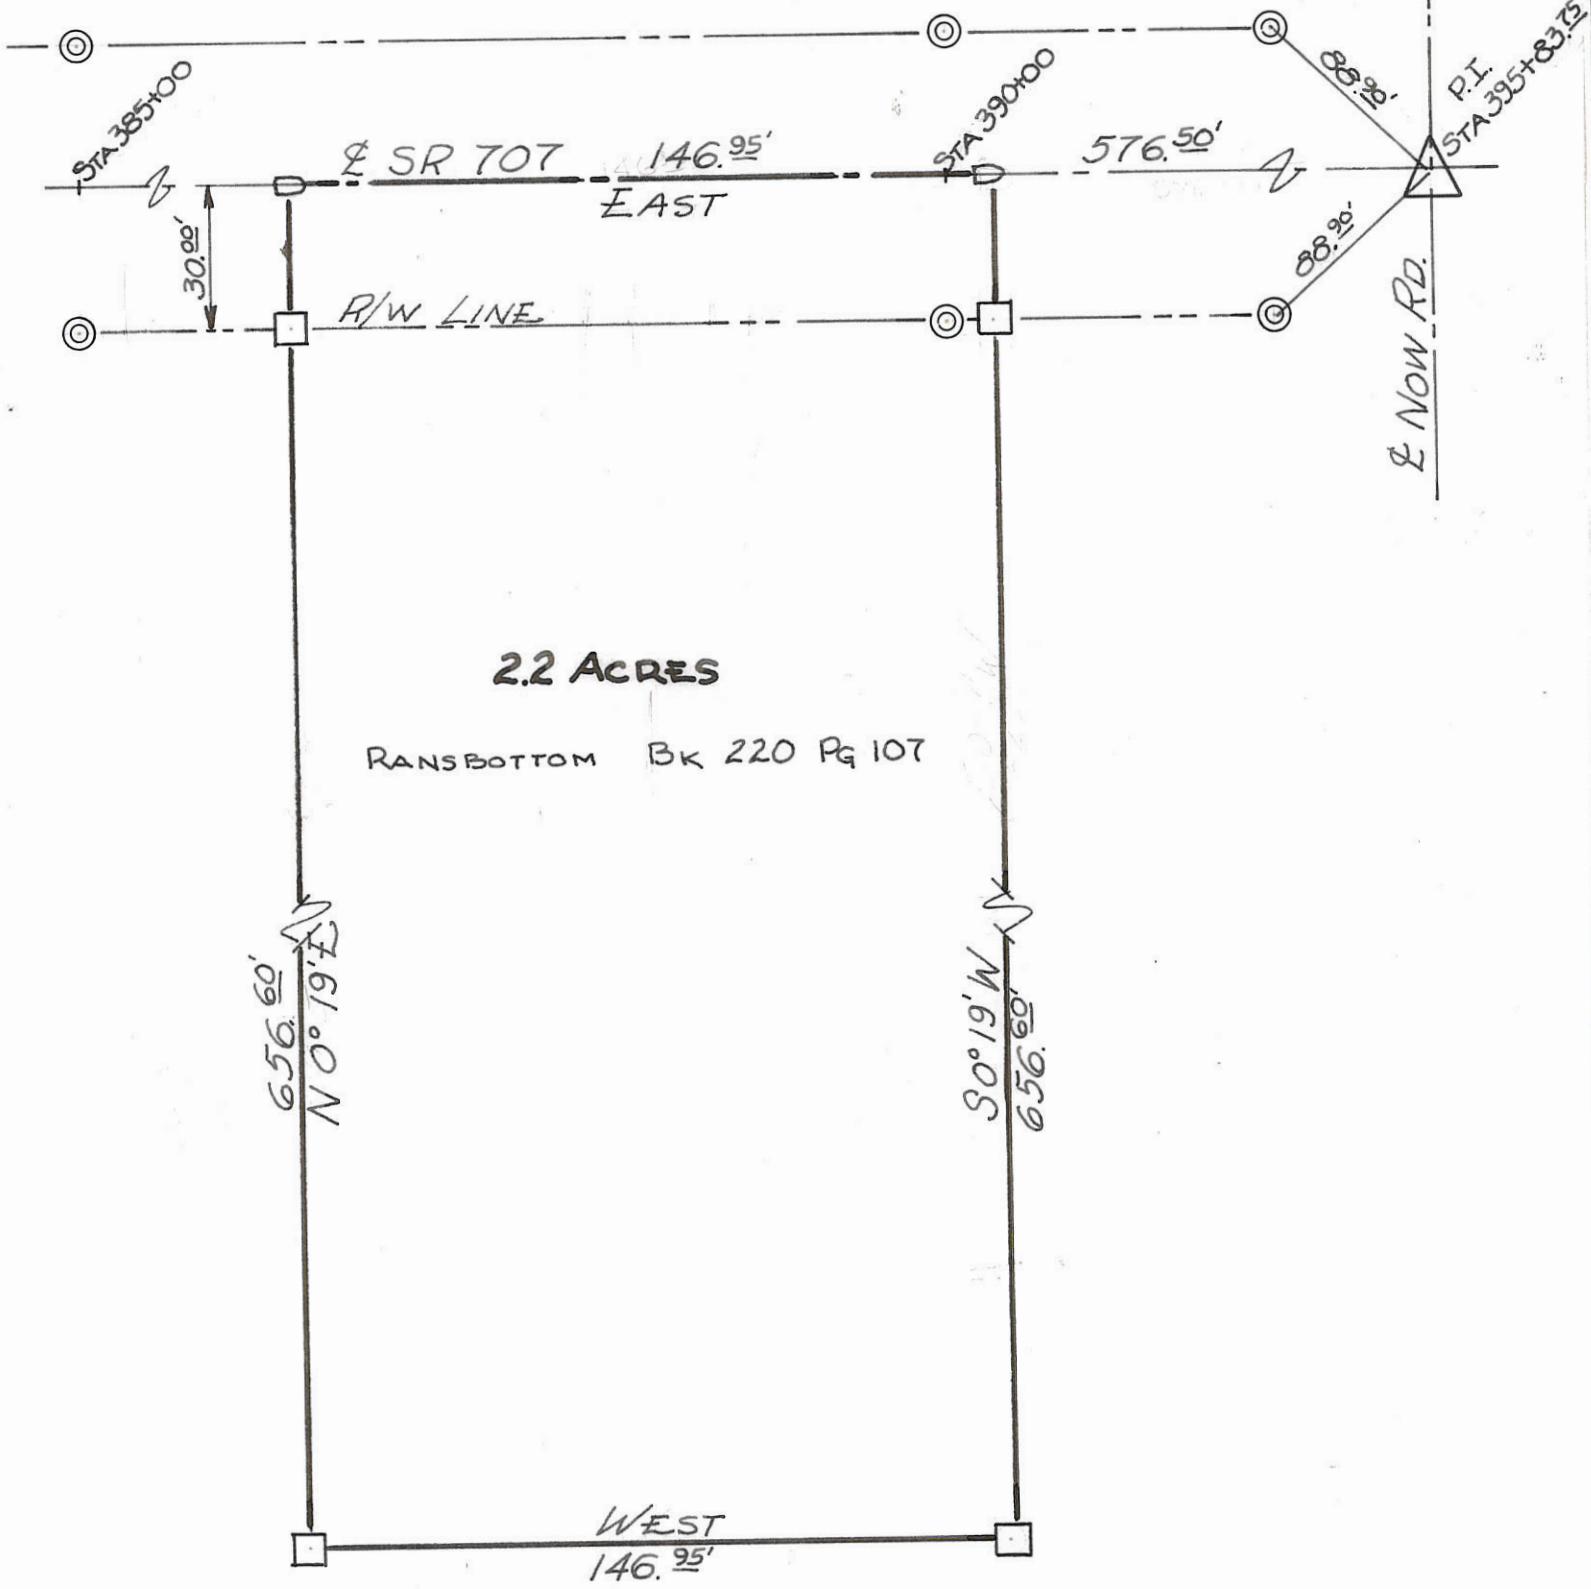 STA 385+00
STA 390+00
88.90'
P.I.
STA 395+83.75
℄ SR 707 146.95'
EAST
576.50'
30.00'
88.90'
R/W LINE
℄ NOW RD.
2.2 ACRES
RANSBOTTOM BK 220 PG 107
656.60'
N 0° 19' E
S 0° 19' W
656.60'
WEST
146.95'